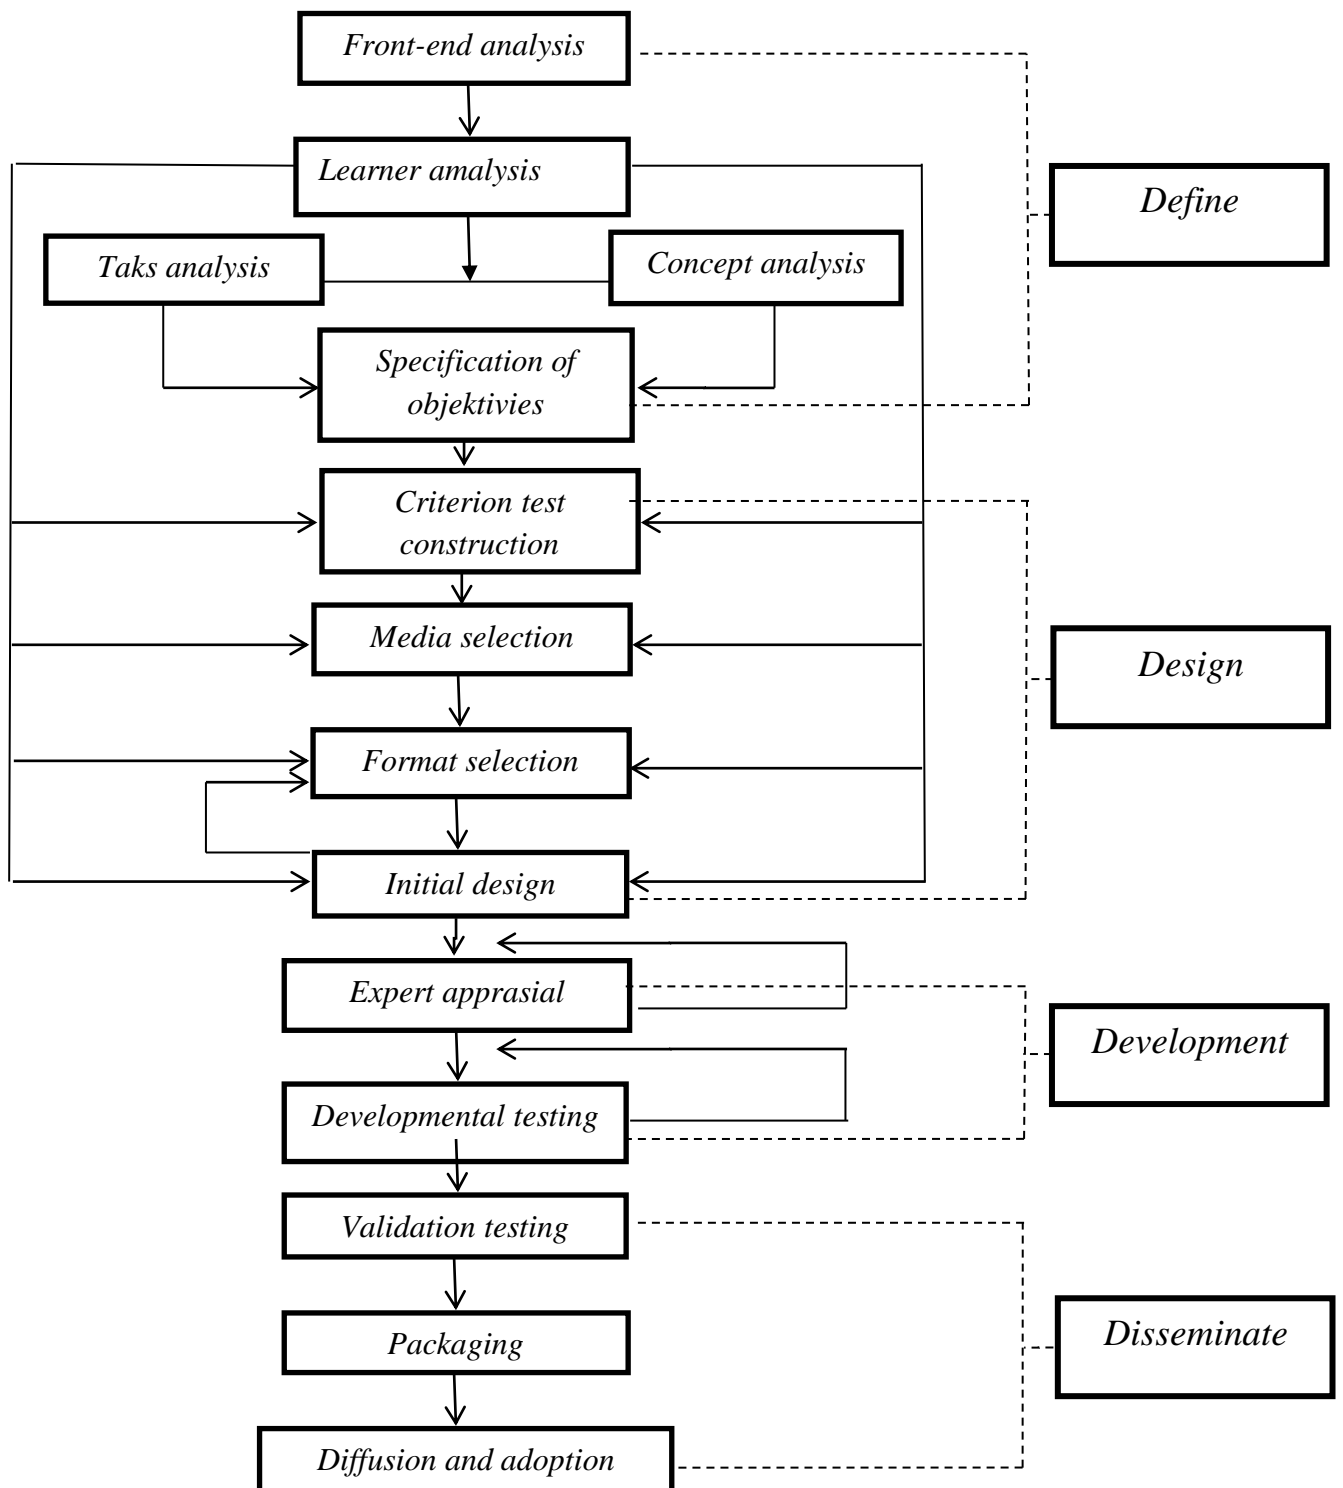 Front-end analysis
Learner amalysis
Define
Taks analysis
Concept analysis
Specification of
objektivies
Criterion test
construction
Media selection
Design
Format selection
Initial design
Expert apprasial
Development
Developmental testing
Validation testing
Packaging
Disseminate
Diffusion and adoption